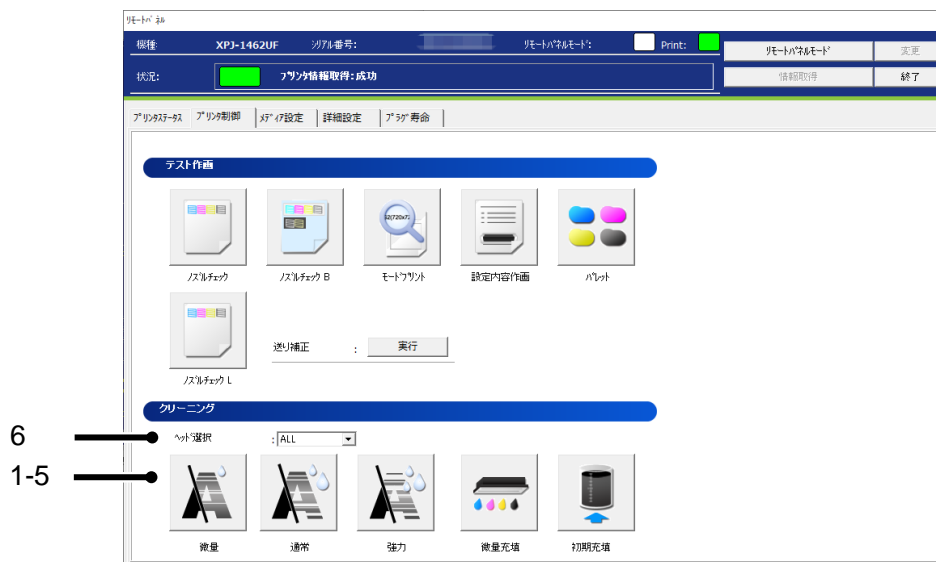 リモートパネル
機種: XPJ-1462UF シリアル番号: リモートパネルモード: Print: リモートパネルモード 変更
状況: プリンタ情報取得:成功 情報取得 終了
プリンタステータス プリンタ制御 メディア設定 詳細設定 プラグ寿命
テスト作画
ノズルチェック ノズルチェック B モードプリント 設定内容作画 パレット
ノズルチェック L
送り補正 : 実行
クリーニング
6
ヘッド選択 : ALL
1-5
微量 通常 強力 微量充填 初期充填